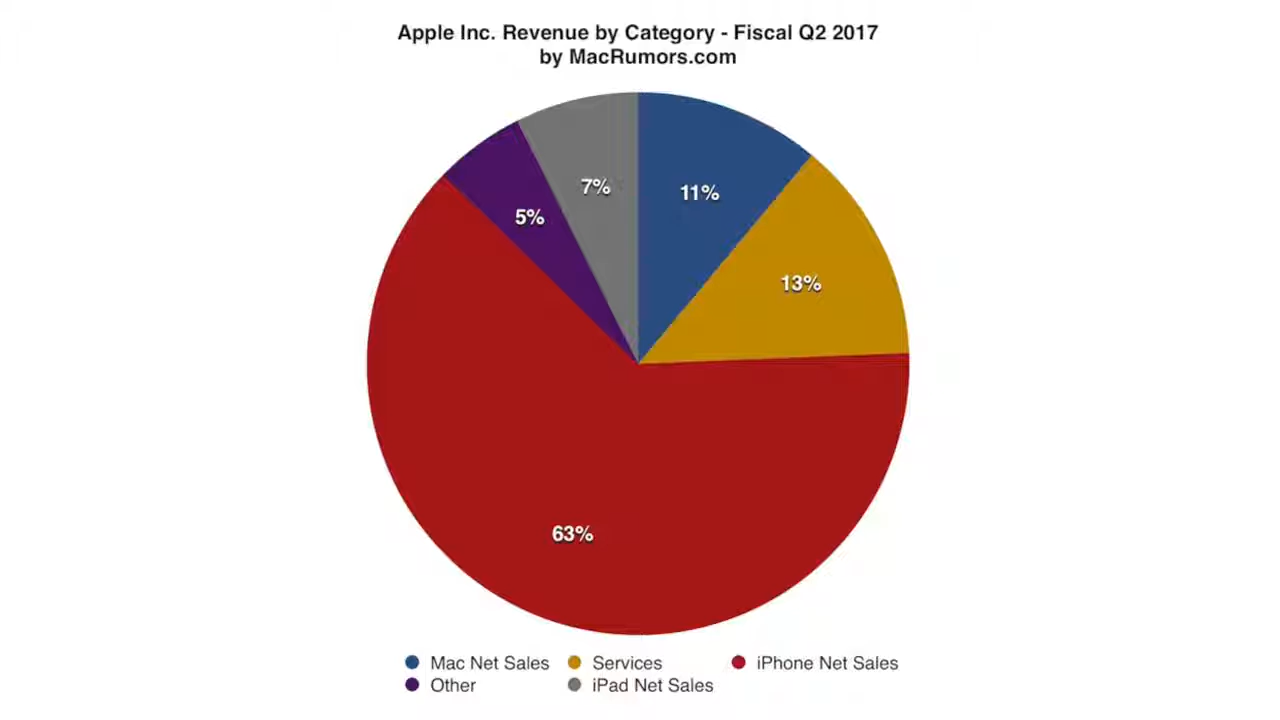 Apple Inc. Revenue by Category - Fiscal Q2 2017
by MacRumors.com
7%
11%
5%
13%
63%
Mac Net Sales
Services
iPhone Net Sales
Other
iPad Net Sales